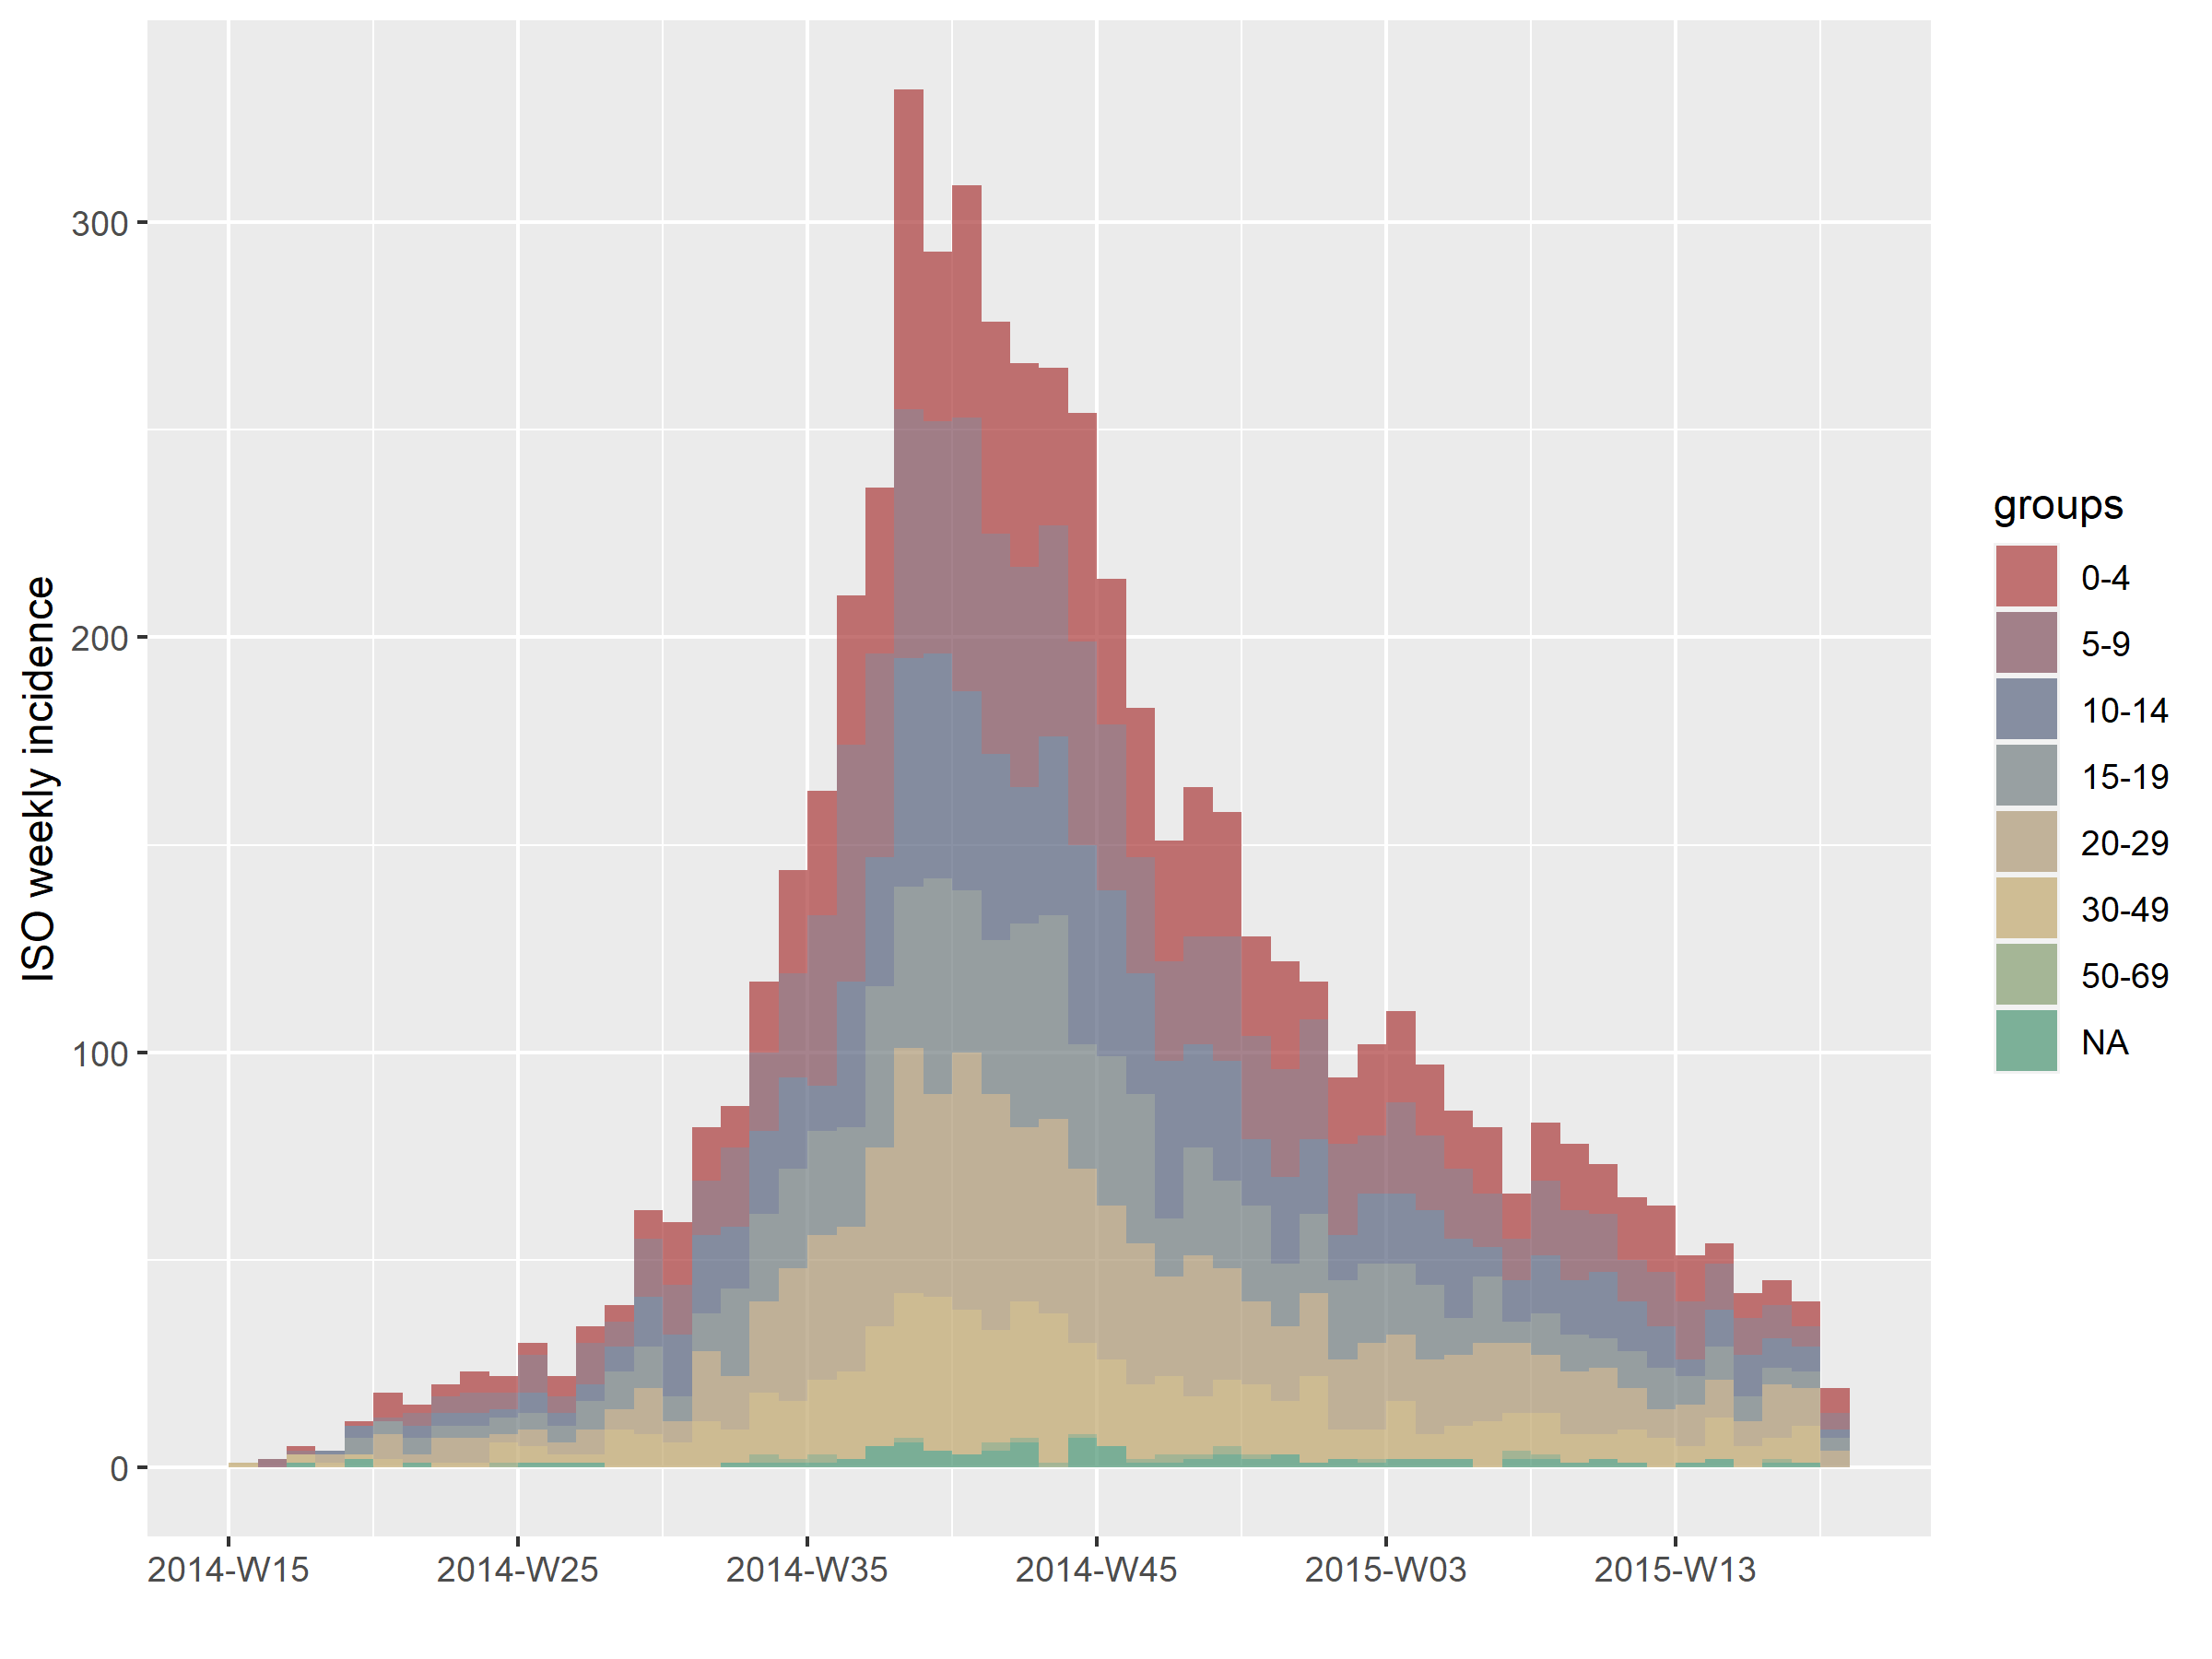 ISO weekly incidence
300
200
100
0
2014-W15
2014-W25
2014-W35
2014-W45
2015-W03
2015-W13
groups
0-4
5-9
10-14
15-19
20-29
30-49
50-69
NA